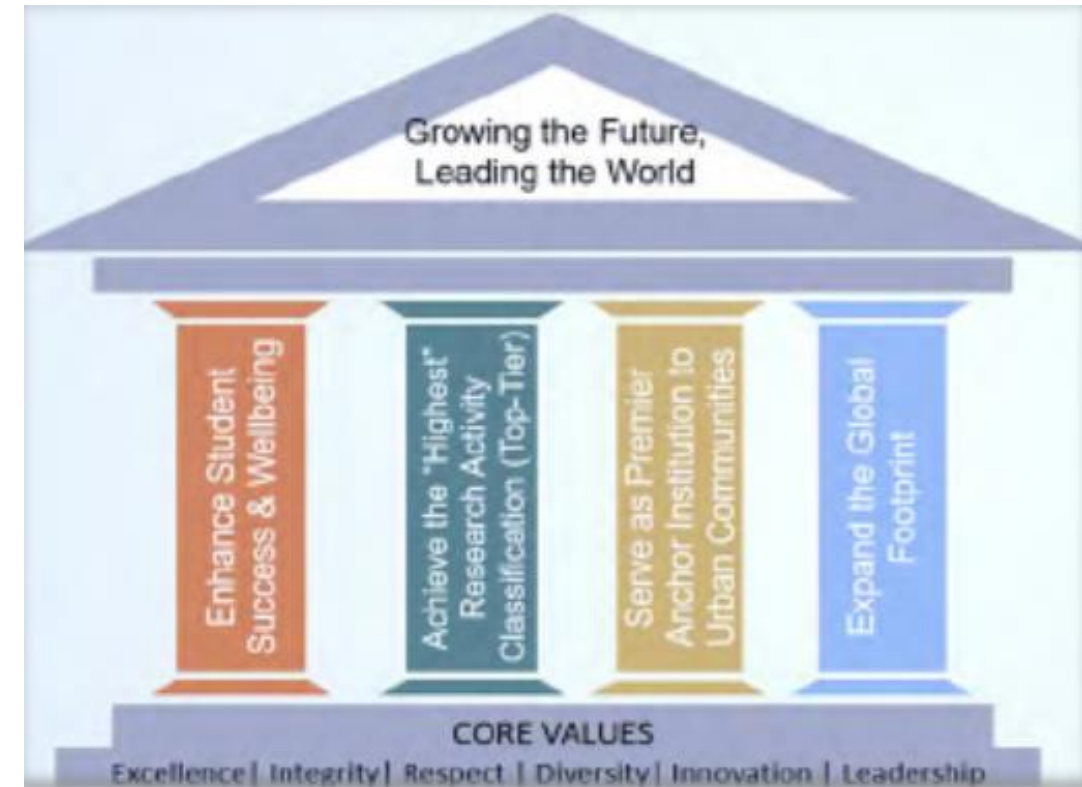 Growing the Future,
Leading the World
Enhance Student
Success & Wellbeing
Achieve the "Highest"
Research Activity
Classification (Top-Tier)
Serve as Premier
Anchor Institution to
Urban Communities
Expand the Global
Footprint
CORE VALUES
Excellence| Integrity| Respect | Diversity| Innovation | Leadership